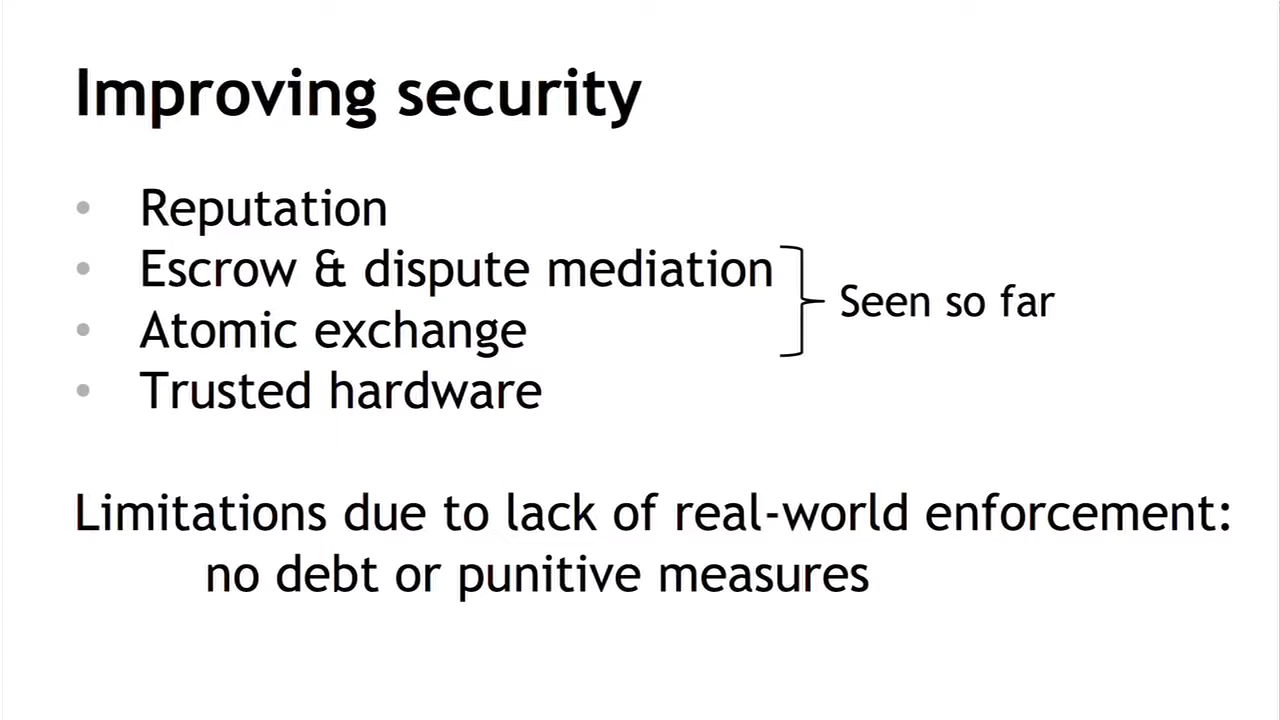 Improving security
• Reputation
• Escrow & dispute mediation
• Atomic exchange
Seen so far
• Trusted hardware
Limitations due to lack of real-world enforcement:
no debt or punitive measures